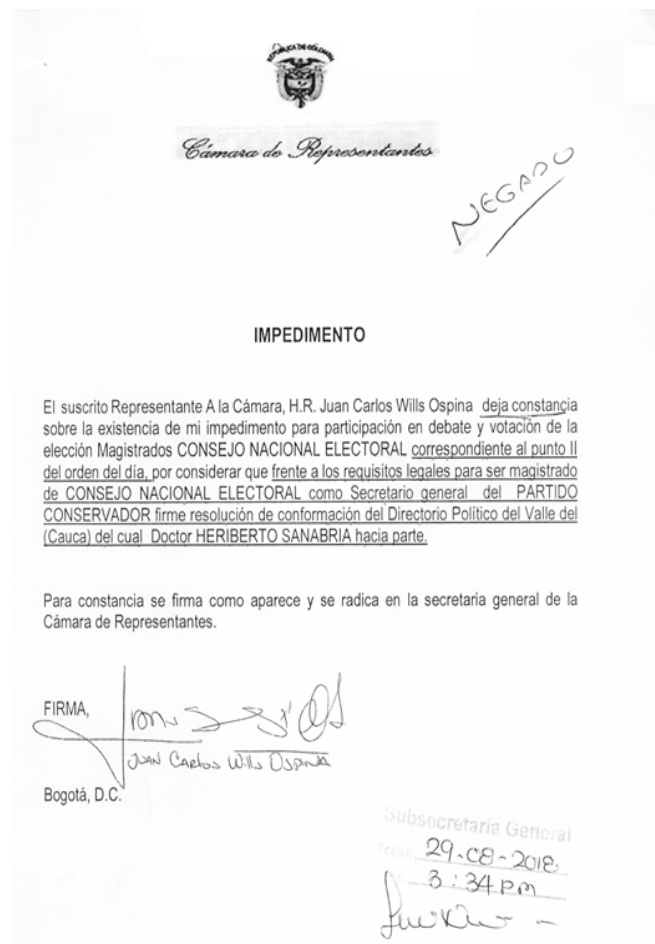 REPUBLICA DE COLOMBIA
Cámara de Representantes
NEGADO
IMPEDIMENTO
El suscrito Representante A la Cámara, H.R. Juan Carlos Wills Ospina deja constancia
sobre la existencia de mi impedimento para participación en debate y votación de la
elección Magistrados CONSEJO NACIONAL ELECTORAL correspondiente al punto II
del orden del día, por considerar que frente a los requisitos legales para ser magistrado
de CONSEJO NACIONAL ELECTORAL como Secretario general del PARTIDO
CONSERVADOR firme resolución de conformación del Directorio Político del Valle del
(Cauca) del cual Doctor HERIBERTO SANABRIA hacia parte.
Para constancia se firma como aparece y se radica en la secretaria general de la
Cámara de Representantes.
FIRMA,
JUAN CARLOS Wills OSPINA
Bogotá, D.C.
Subsecretaría General
Fecha: 29-08-2018
3:34 PM